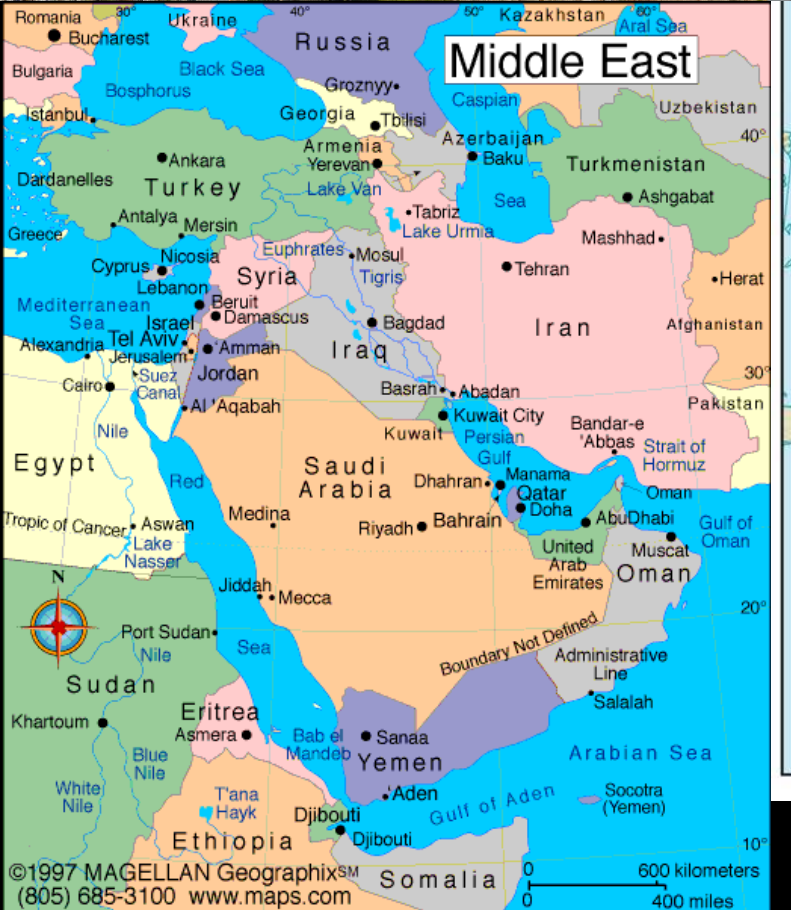 30°
40°
50°
60°
Romania
Bucharest
Ukraine
Russia
Kazakhstan
Aral Sea
Middle East
Bulgaria
Black Sea
Bosphorus
Groznyy
Caspian
Sea
Uzbekistan
Istanbul
Georgia
Tbilisi
Armenia
Yerevan
Azerbaijan
Baku
40°
Ankara
Turkey
Dardanelles
Lake Van
Turkmenistan
Ashgabat
Antalya
Mersin
Tabriz
Lake Urmia
Greece
Mashhad
Nicosia
Cyprus
Euphrates
Mosul
Tigris
Tehran
Herat
Syria
Lebanon
Beruit
Damascus
Mediterranean
Sea
Israel
Tel Aviv
Jerusalem
Bagdad
Iraq
Iran
Afghanistan
Alexandria
'Amman
Jordan
30°
Cairo
Suez
Canal
Al 'Aqabah
Basrah
Abadan
Kuwait City
Kuwait
Pakistan
Nile
Bandar-e
'Abbas
Persian
Gulf
Strait of
Hormuz
Egypt
Saudi
Arabia
Red
Sea
Dhahran
Manama
Qatar
Doha
Oman
Medina
Riyadh
Bahrain
AbuDhabi
Gulf of
Oman
Tropic of Cancer
Aswan
Lake
Nasser
United
Arab
Emirates
Muscat
Oman
N
Jiddah
Mecca
20°
Port Sudan
Nile
Boundary Not Defined
Sudan
Administrative
Line
Salalah
Khartoum
Eritrea
Asmera
Bab el
Mandeb
Sanaa
Yemen
Arabian Sea
Blue
Nile
White
Nile
T'ana
Hayk
'Aden
Gulf of Aden
Socotra
(Yemen)
Djibouti
Djibouti
Ethiopia
10°
Somalia
©1997 MAGELLAN Geographix℠
(805) 685-3100 www.maps.com
0 600 kilometers
0 400 miles